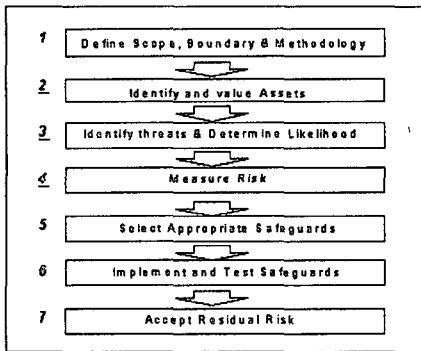 1 Define Scope, Boundary & Methodology
2 Identify and value Assets
3 Identify threats & Determine Likelihood
4 Measure Risk
5 Select Appropriate Safeguards
6 Implement and Test Safeguards
7 Accept Residual Risk